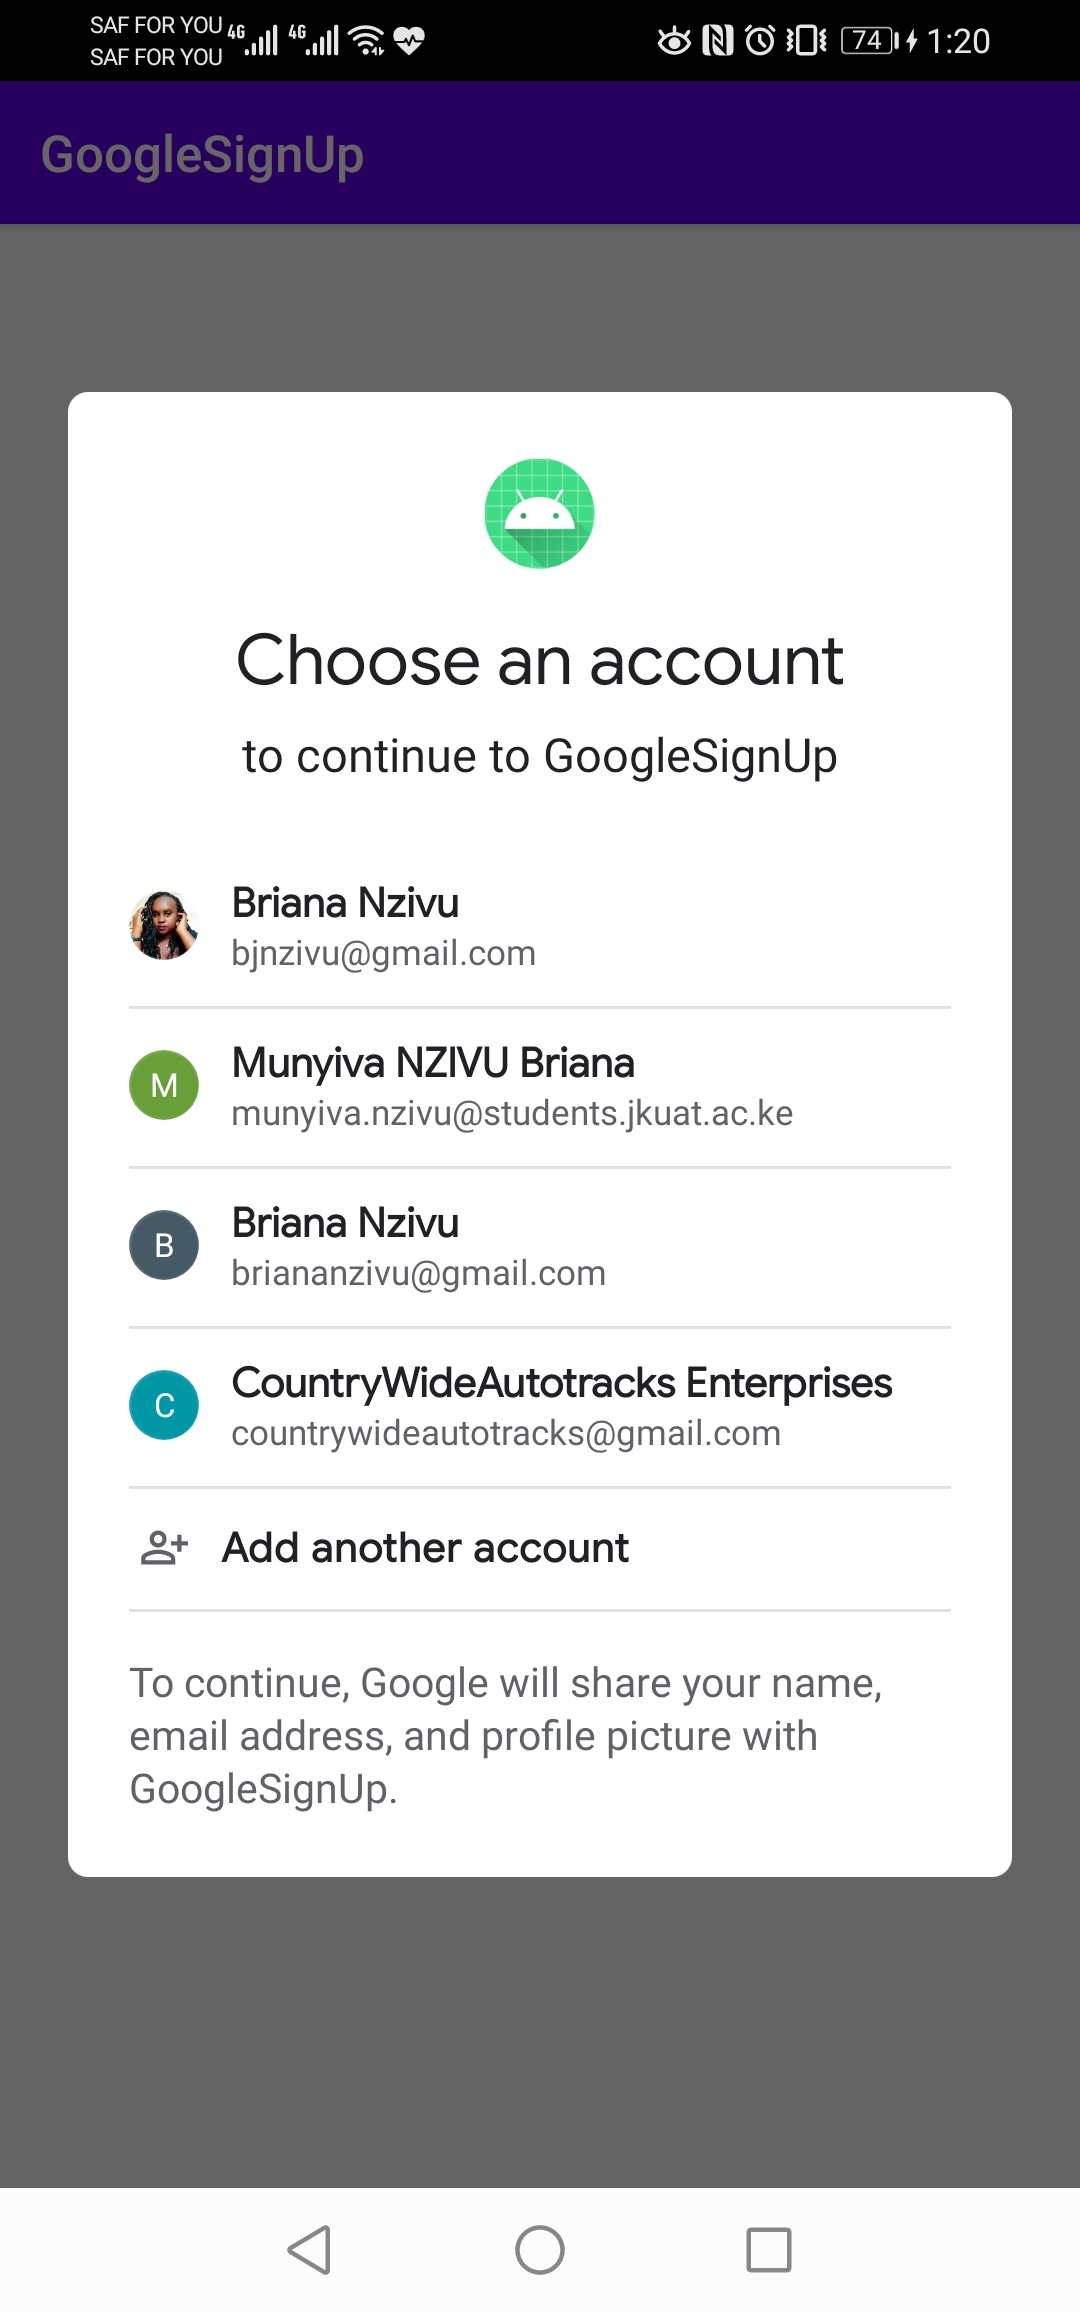 SAF FOR YOU
SAF FOR YOU
4G 4G 74 1:20
GoogleSignUp
Choose an account
to continue to GoogleSignUp
Briana Nzivu
bjnzivu@gmail.com
M
Munyiva NZIVU Briana
munyiva.nzivu@students.jkuat.ac.ke
B
Briana Nzivu
briananzivu@gmail.com
C
CountryWideAutotracks Enterprises
countrywideautotracks@gmail.com
Add another account
To continue, Google will share your name,
email address, and profile picture with
GoogleSignUp.